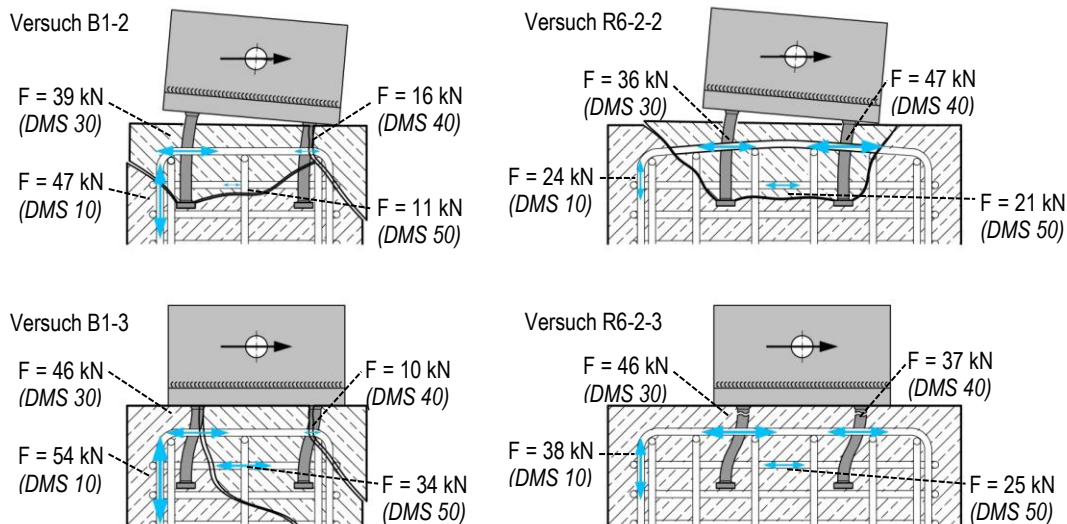 Versuch B1-2
F = 39 kN
(DMS 30)
F = 16 kN
(DMS 40)
F = 47 kN
(DMS 10)
F = 11 kN
(DMS 50)
Versuch R6-2-2
F = 36 kN
(DMS 30)
F = 47 kN
(DMS 40)
F = 24 kN
(DMS 10)
F = 21 kN
(DMS 50)
Versuch B1-3
F = 46 kN
(DMS 30)
F = 10 kN
(DMS 40)
F = 54 kN
(DMS 10)
F = 34 kN
(DMS 50)
Versuch R6-2-3
F = 46 kN
(DMS 30)
F = 37 kN
(DMS 40)
F = 38 kN
(DMS 10)
F = 25 kN
(DMS 50)